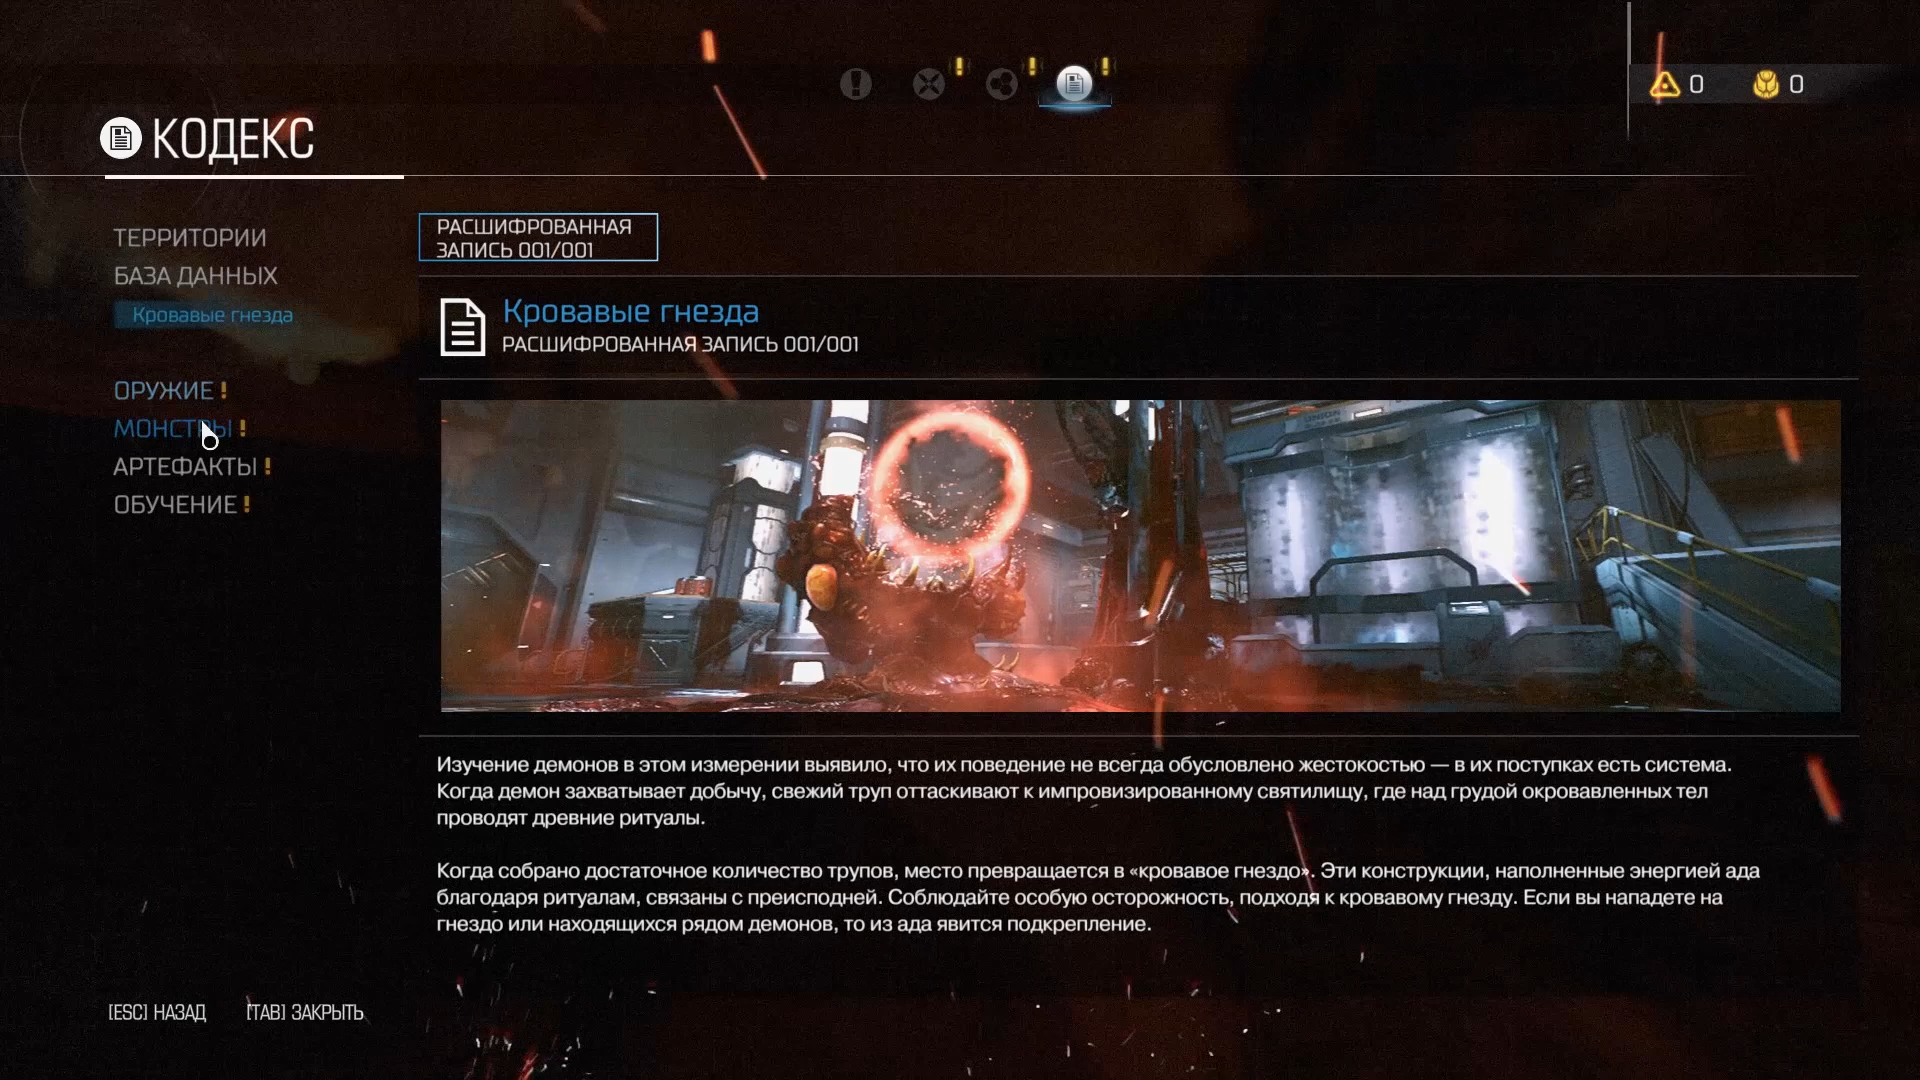 0
0
КОДЕКС
ТЕРРИТОРИИ
БАЗА ДАННЫХ
Кровавые гнезда
ОРУЖИЕ !
МОНСТРЫ !
АРТЕФАКТЫ !
ОБУЧЕНИЕ !
РАСШИФРОВАННАЯ
ЗАПИСЬ 001/001
Кровавые гнезда
РАСШИФРОВАННАЯ ЗАПИСЬ 001/001
Изучение демонов в этом измерении выявило, что их поведение не всегда обусловлено жестокостью — в их поступках есть система.
Когда демон захватывает добычу, свежий труп оттаскивают к импровизированному святилищу, где над грудой окровавленных тел
проводят древние ритуалы.
Когда собрано достаточное количество трупов, место превращается в «кровавое гнездо». Эти конструкции, наполненные энергией ада
благодаря ритуалам, связаны с преисподней. Соблюдайте особую осторожность, подходя к кровавому гнезду. Если вы нападете на
гнездо или находящихся рядом демонов, то из ада явится подкрепление.
[ESC] НАЗАД
[TAB] ЗАКРЫТЬ